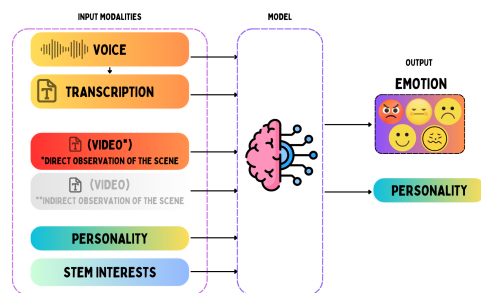 INPUT MODALITIES
MODEL
VOICE
TRANSCRIPTION
OUTPUT
EMOTION
T
(VIDEO*)
*DIRECT OBSERVATION OF THE SCENE
T
(VIDEO)
**INDIRECT OBSERVATION OF THE SCENE
PERSONALITY
PERSONALITY
STEM INTERESTS